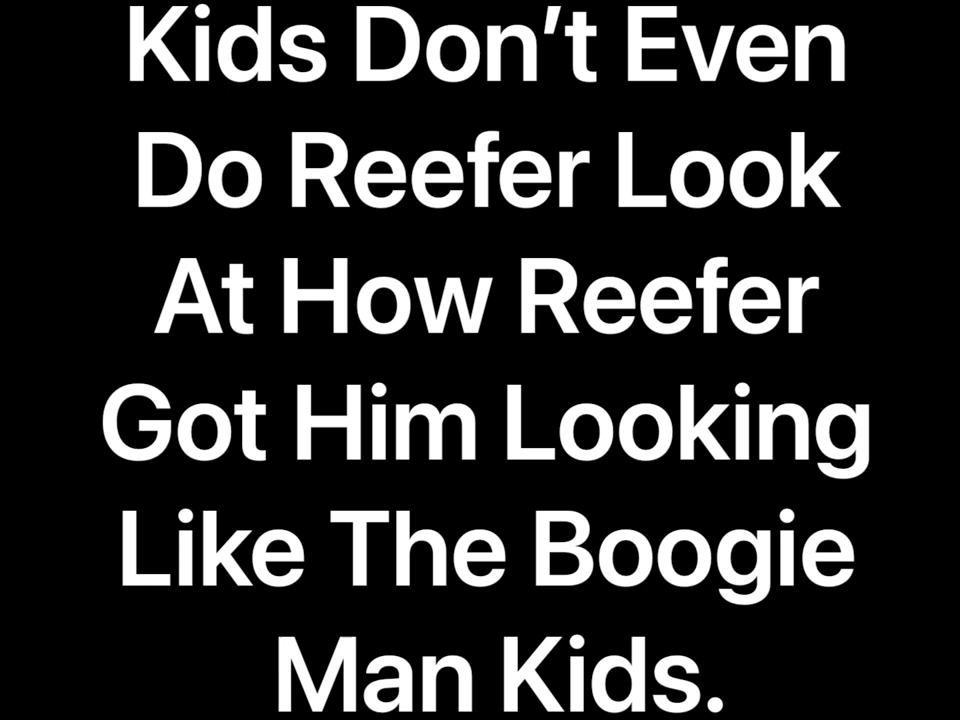 Kids Don’t Even
Do Reefer Look
At How Reefer
Got Him Looking
Like The Boogie
Man Kids.